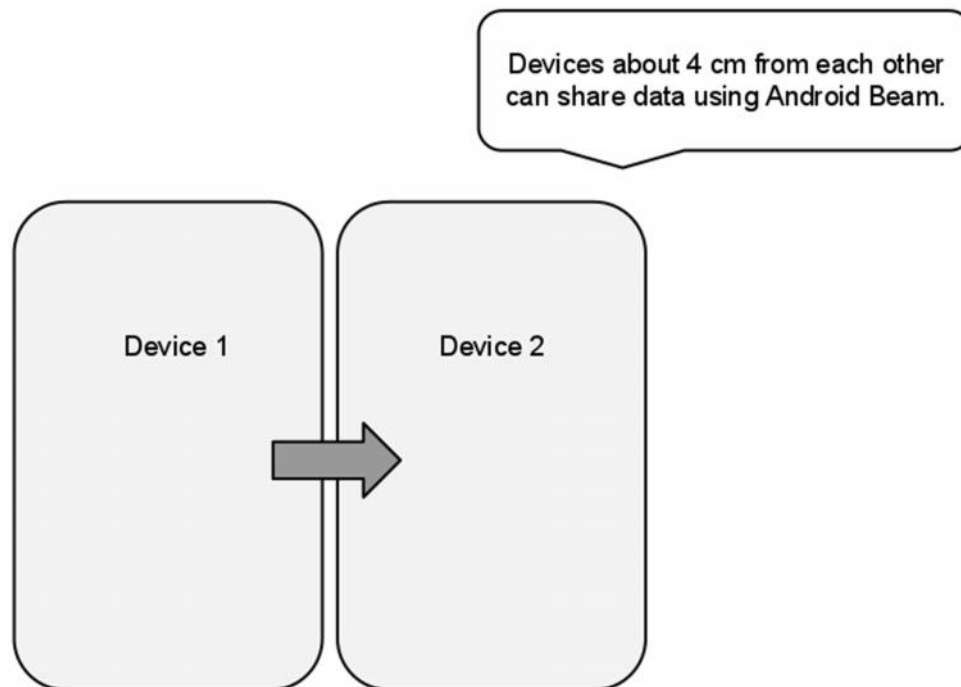 Devices about 4 cm from each other
can share data using Android Beam.
Device 1
Device 2